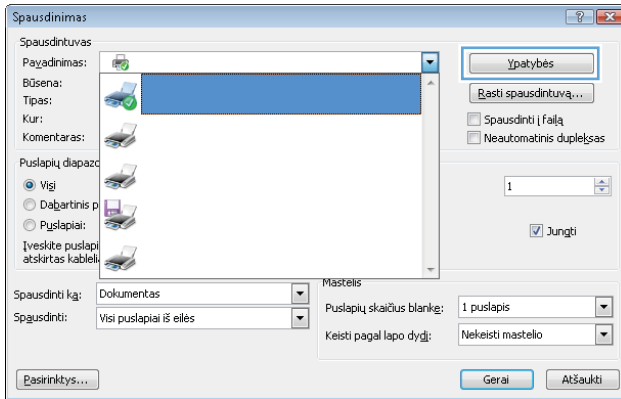 Spausdinimas
Spausdintuvas
Pavadinimas:
Ypatybės
Būsena:
Tipas:
Rasti spausdintuvą...
Kur:
Spausdinti į failą
Komentaras:
Neautomatinis dupleksas
Puslapių diapazo
Visi
1
Dabartinis p
Puslapiai:
Jungti
Įveskite puslapi
atskirtas kableli
Mastelis
Spausdinti ką: Dokumentas
Puslapių skaičius blanke: 1 puslapis
Spausdinti: Visi puslapiai iš eilės
Keisti pagal lapo dydį: Nekeisti mastelio
Pasirinktys...
Gerai
Atšaukti